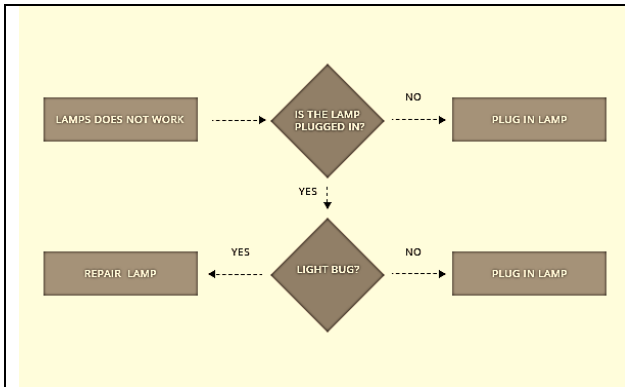 LAMPS DOES NOT WORK
IS THE LAMP
PLUGGED IN?
NO
PLUG IN LAMP
YES
REPAIR LAMP
YES
LIGHT BUG?
NO
PLUG IN LAMP